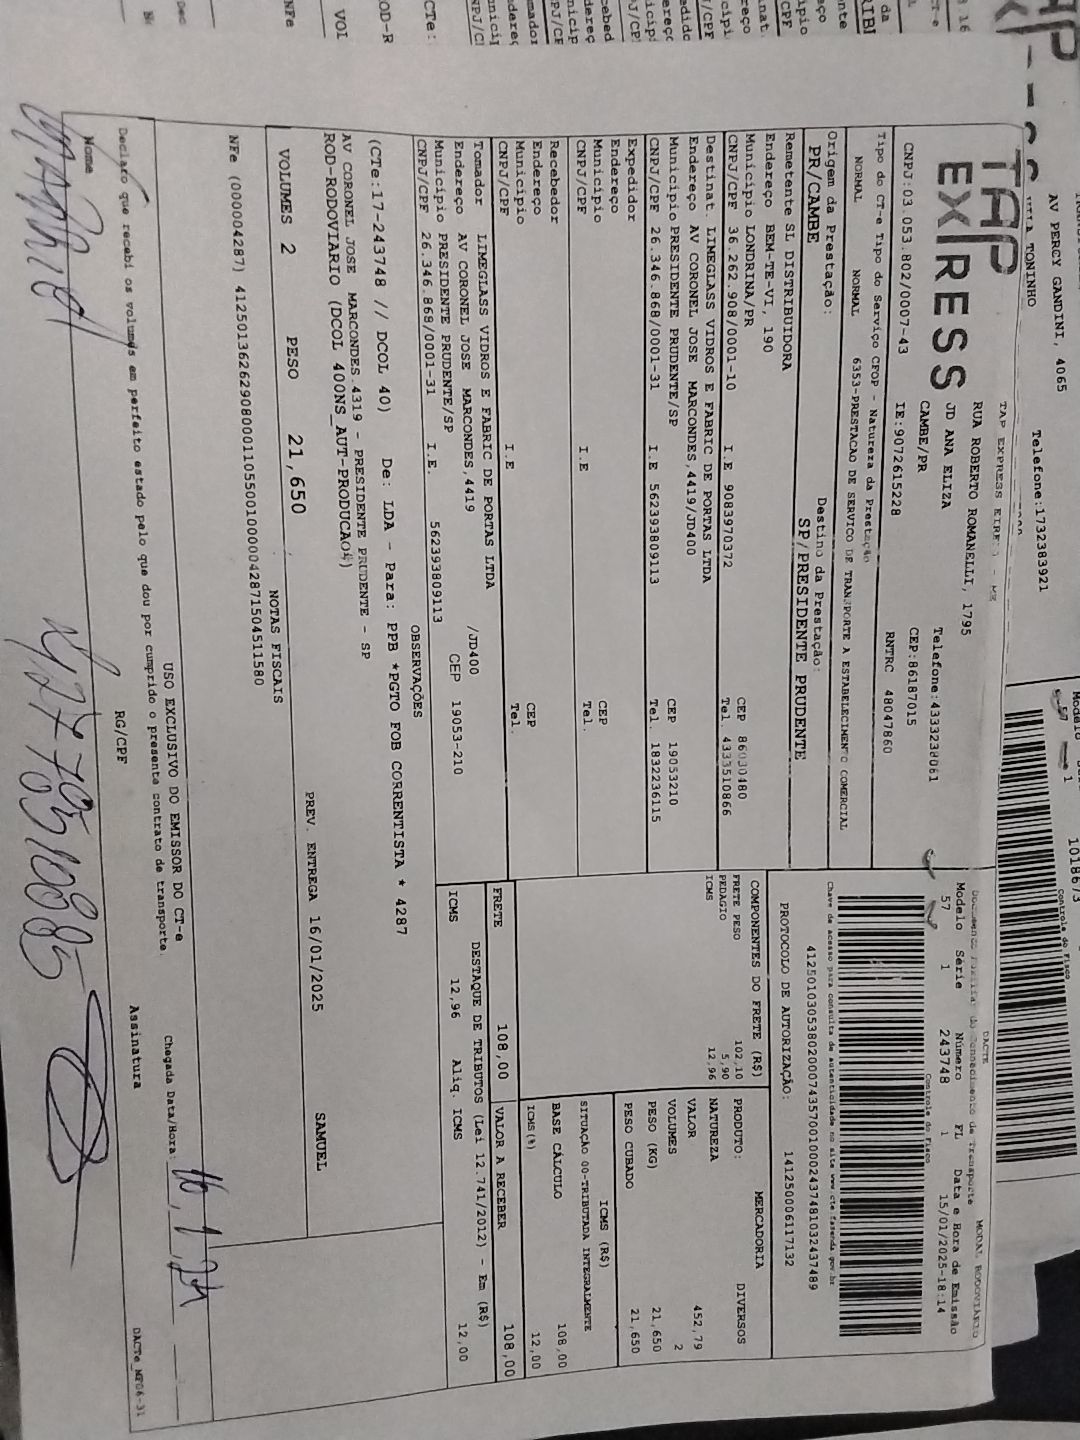 AV PERCY GANDINI, 4065
TONINHO
Telefone:1732383921
TAP
EXPRESS
RUA ROBERTO ROMANELLI, 1795
JD ANA ELIZA
CAMBE/PR
Telefone:4333238061
CEP:86187015
CNPJ:03.053.802/0007-43 IE:9072615228 RNTRC 48047860
DACTE
MODAL RODOVIÁRIO
Modelo Série Número FL Data e Hora de Emissão
57 1 243748 1 15/01/2025-18:14
Controle do Fisco
Chave de acesso para consulta de autenticidade no site www.cte.fazenda.gov.br
41250103053802000743570010002437481032437489
PROTOCOLO DE AUTORIZAÇÃO: 141250006117132
Tipo do CT-e Tipo do Serviço CFOP - Natureza da Prestação
NORMAL NORMAL 6353-PRESTACAO DE SERVICO DE TRANSPORTE A ESTABELECIMENTO COMERCIAL
Origem da Prestação: Destino da Prestação:
PR/CAMBE SP/PRESIDENTE PRUDENTE
Remetente SL DISTRIBUIDORA
Endereço BEM-TE-VI, 190
Município LONDRINA/PR CEP 86030480
CNPJ/CPF 36.262.908/0001-10 I.E 9083970372 Tel. 4333510866
Destinat. LIMEGLASS VIDROS E FABRIC DE PORTAS LTDA
Endereço AV CORONEL JOSE MARCONDES,4419/JD400
Município PRESIDENTE PRUDENTE/SP CEP 19053210
CNPJ/CPF 26.346.868/0001-31 I.E 562393809113 Tel. 1832236115
Expedidor
Endereço
Município CEP
CNPJ/CPF I.E Tel.
Recebedor
Endereço
Município CEP
CNPJ/CPF I.E Tel.
Tomador LIMEGLASS VIDROS E FABRIC DE PORTAS LTDA
Endereço AV CORONEL JOSE MARCONDES,4419 /JD400
Município PRESIDENTE PRUDENTE/SP CEP 19053-210
CNPJ/CPF 26.346.868/0001-31 I.E. 562393809113
COMPONENTES DO FRETE (R$)
FRETE PESO 102,10
PEDAGIO 5,90
ICMS 12,96
MERCADORIA
PRODUTO: DIVERSOS
NATUREZA
VALOR 452,79
VOLUMES 2
PESO (KG) 21,650
PESO CUBADO 21,650
ICMS (R$)
SITUAÇÃO 00-TRIBUTADA INTEGRALMENTE
BASE CÁLCULO 108,00
ICMS(%) 12,00
FRETE 108,00 VALOR A RECEBER 108,00
DESTAQUE DE TRIBUTOS (Lei 12.741/2012) - Em (R$)
ICMS 12,96 Aliq. ICMS 12,00
OBSERVAÇÕES
(CTe:17-243748 // DCOL 40) De: LDA - Para: PPB *PGTO FOB CORRENTISTA * 4287
AV CORONEL JOSE MARCONDES,4319 - PRESIDENTE PRUDENTE - SP
ROD-RODOVIARIO (DCOL 400NS_AUT-PRODUCAO)
PREV. ENTREGA 16/01/2025 SAMUEL
VOLUMES 2 PESO 21,650 NOTAS FISCAIS
NFe (000004287) 41250136262908000110550010000042871504511580
USO EXCLUSIVO DO EMISSOR DO CT-e
Declaro que recebi os volumes em perfeito estado pelo que dou por cumprido o presente contrato de transporte.
Chegada Data/Hora:
Nome RG/CPF Assinatura
DACTe_MF06-31